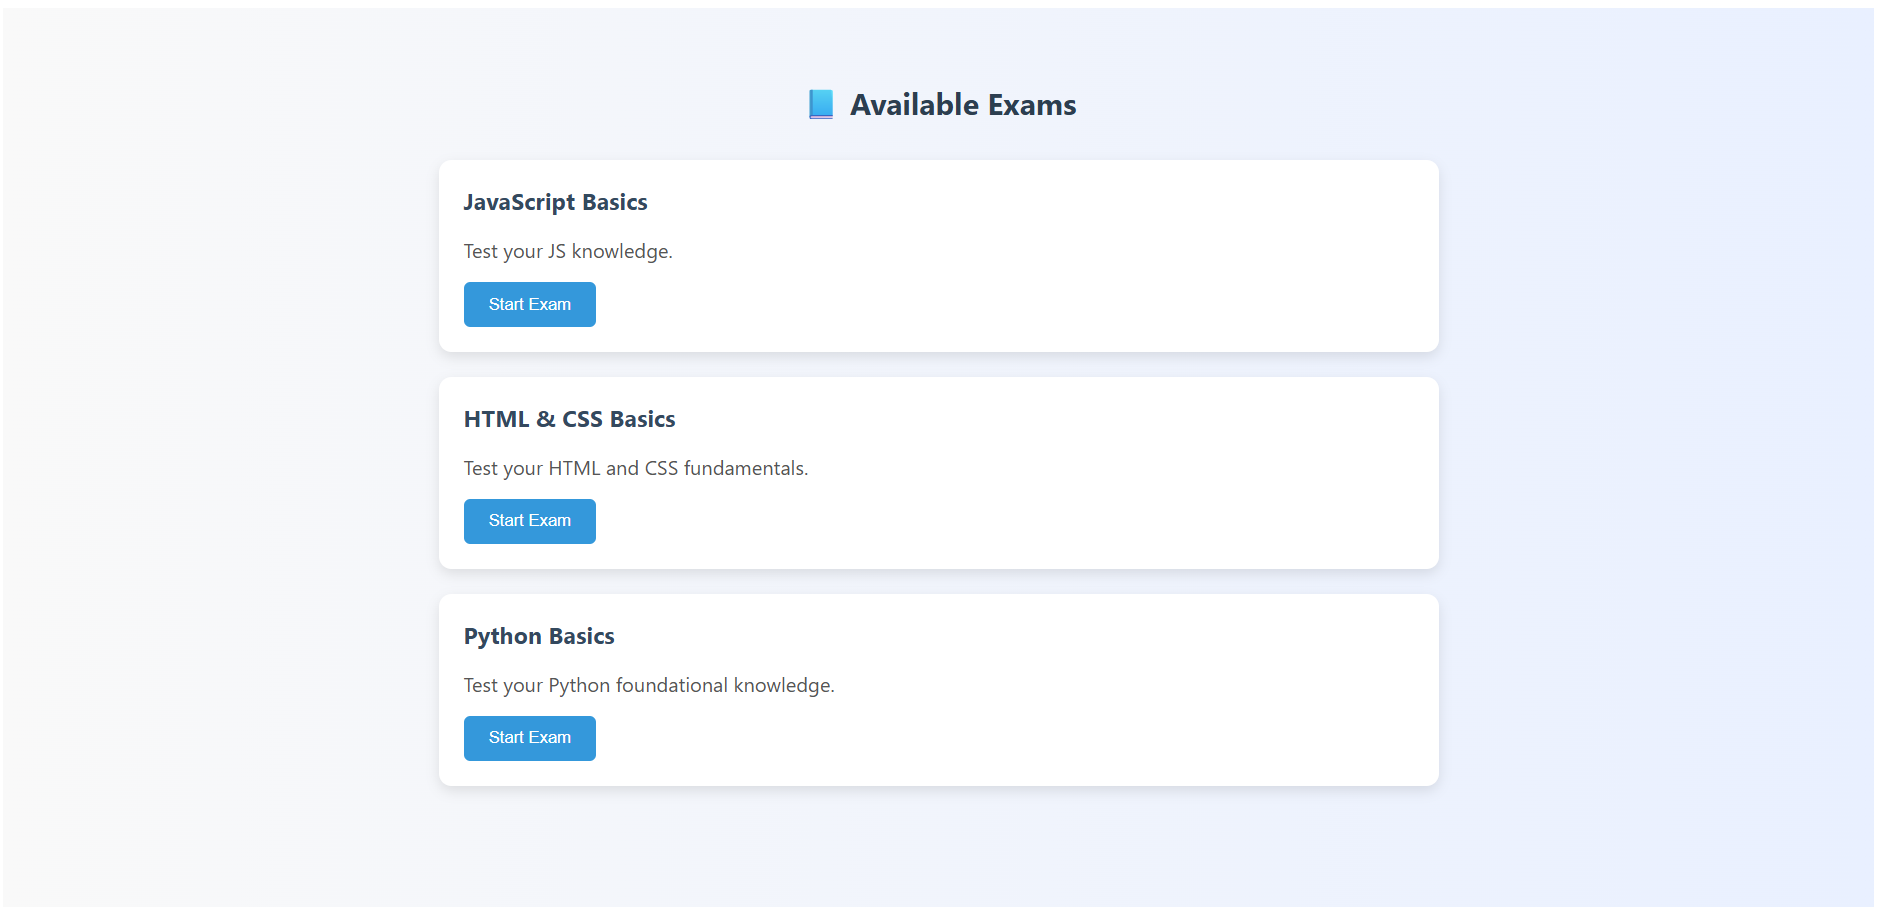 📘 Available Exams
JavaScript Basics
Test your JS knowledge.
Start Exam
HTML & CSS Basics
Test your HTML and CSS fundamentals.
Start Exam
Python Basics
Test your Python foundational knowledge.
Start Exam